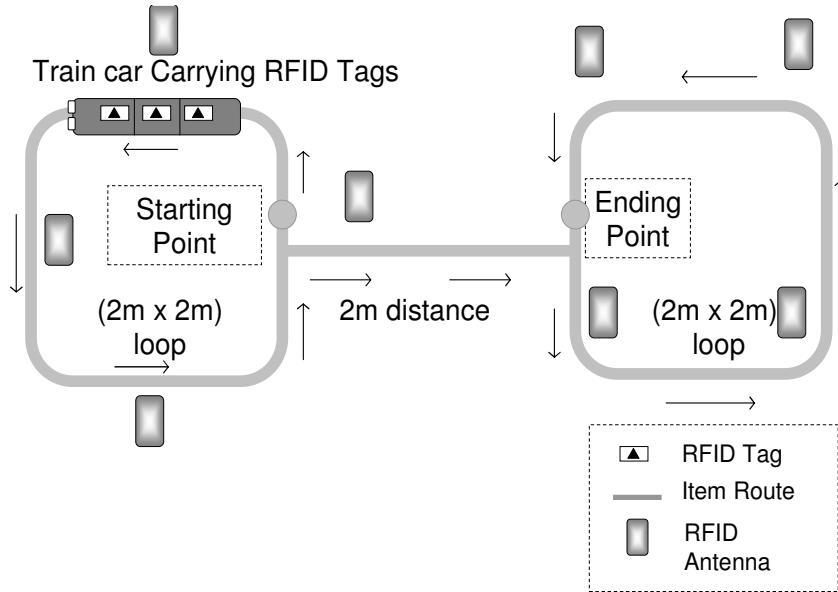 Train car Carrying RFID Tags
Starting
Point
Ending
Point
(2m x 2m)
loop
2m distance
(2m x 2m)
loop
RFID Tag
Item Route
RFID
Antenna